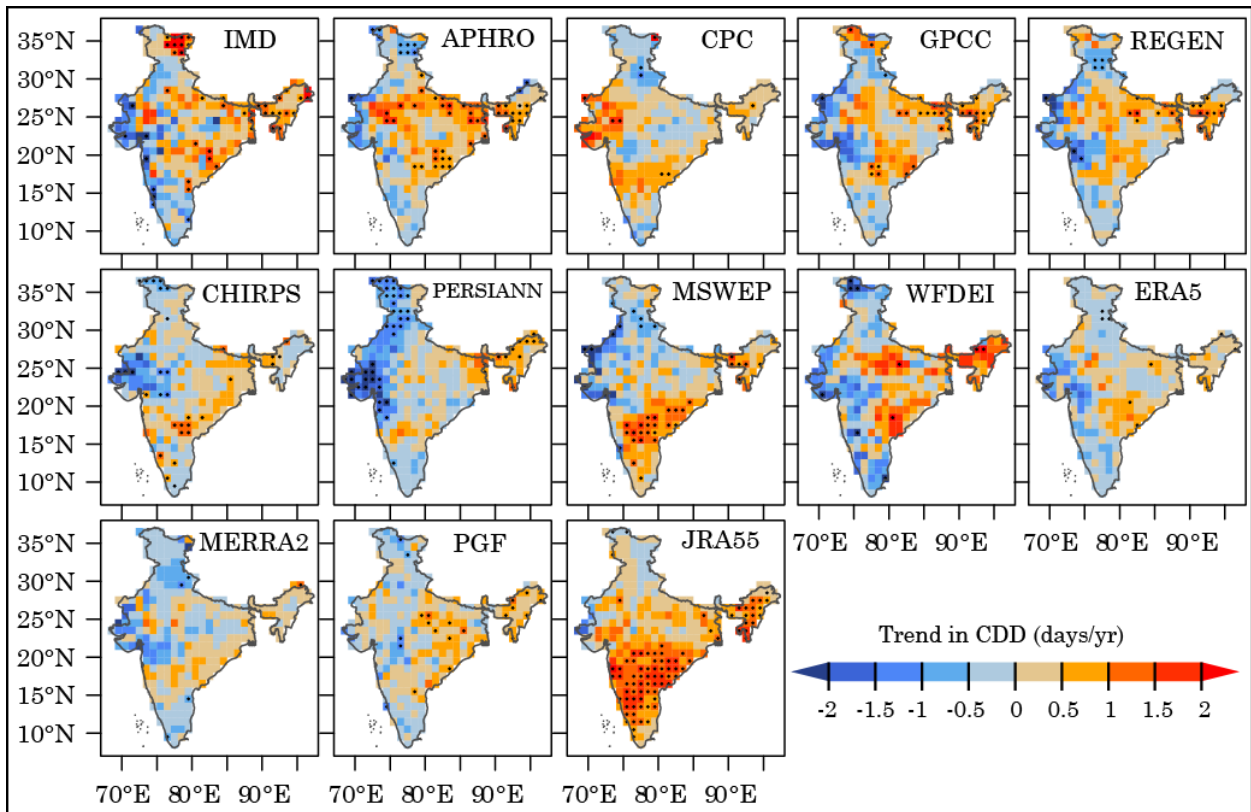 35°N
30°N
25°N
20°N
15°N
10°N
IMD
APHRO
CPC
GPCC
REGEN
35°N
30°N
25°N
20°N
15°N
10°N
CHIRPS
PERSIANN
MSWEP
WFDEI
ERA5
70°E 80°E 90°E
70°E 80°E 90°E
35°N
30°N
25°N
20°N
15°N
10°N
MERRA2
PGF
JRA55
70°E 80°E 90°E
70°E 80°E 90°E
70°E 80°E 90°E
Trend in CDD (days/yr)
-2 -1.5 -1 -0.5 0 0.5 1 1.5 2